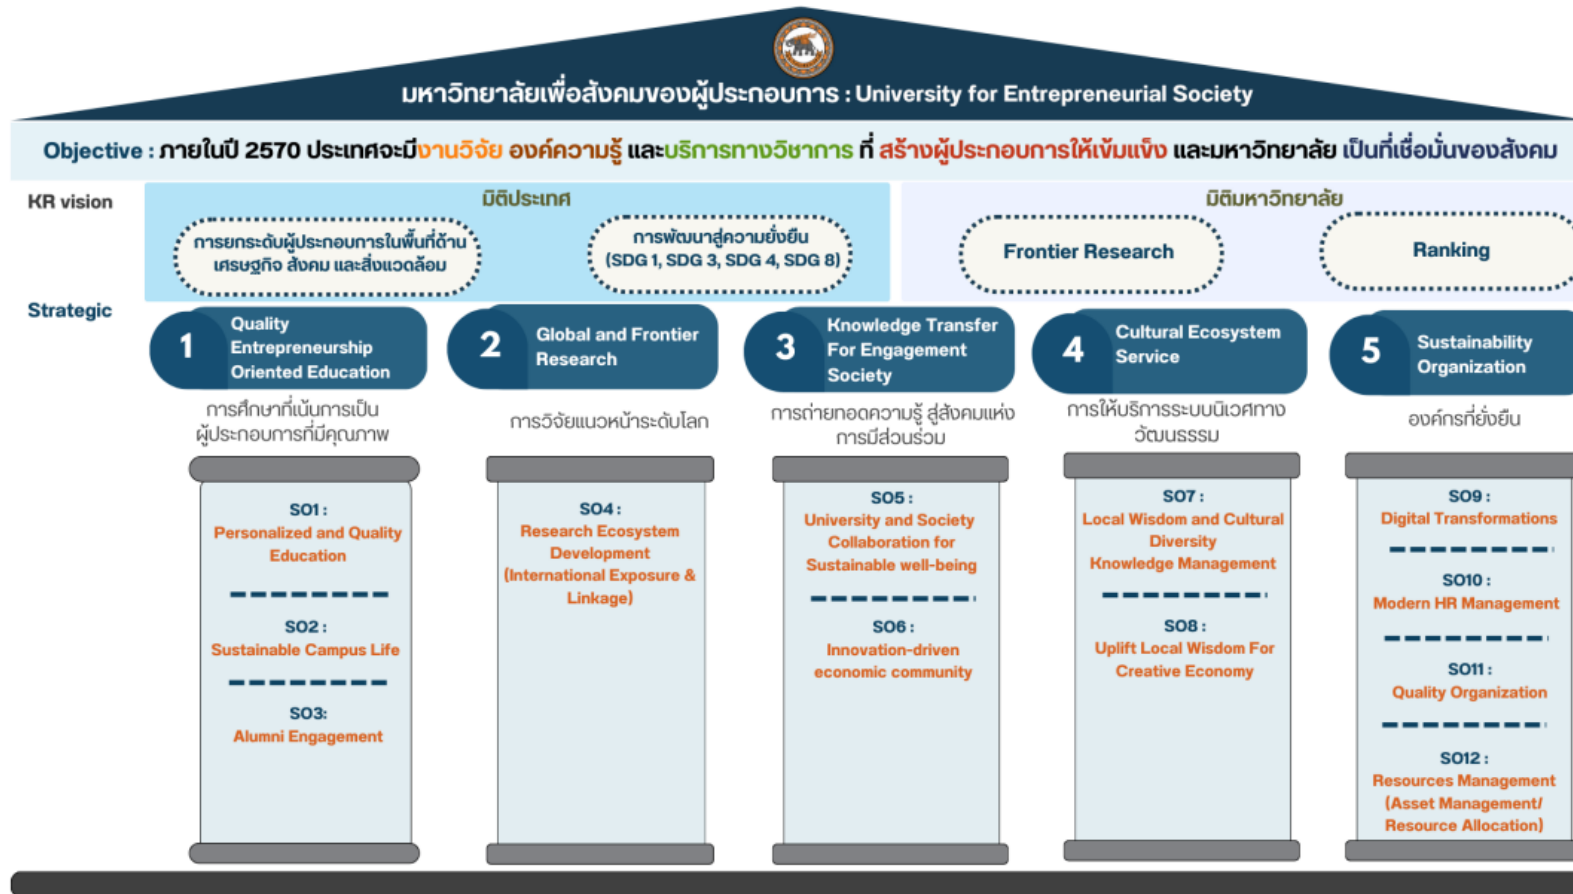 มหาวิทยาลัยเพื่อสังคมของผู้ประกอบการ : University for Entrepreneurial Society
Objective : ภายในปี 2570 ประเทศจะมีงานวิจัย องค์ความรู้ และบริการทางวิชาการ ที่ สร้างผู้ประกอบการให้เข้มแข็ง และมหาวิทยาลัย เป็นที่เชื่อมั่นของสังคม
KR vision
มิติประเทศ
การยกระดับผู้ประกอบการในพื้นที่ด้าน
เศรษฐกิจ สังคม และสิ่งแวดล้อม
การพัฒนาสู่ความยั่งยืน
(SDG 1, SDG 3, SDG 4, SDG 8)
มิติมหาวิทยาลัย
Frontier Research
Ranking
Strategic
1
Quality
Entrepreneurship
Oriented Education
การศึกษาที่เน้นการเป็น
ผู้ประกอบการที่มีคุณภาพ
SO1 :
Personalized and Quality
Education
SO2 :
Sustainable Campus Life
SO3:
Alumni Engagement
2
Global and Frontier
Research
การวิจัยแนวหน้าระดับโลก
SO4 :
Research Ecosystem
Development
(International Exposure &
Linkage)
3
Knowledge Transfer
For Engagement
Society
การถ่ายทอดความรู้ สู่สังคมแห่ง
การมีส่วนร่วม
SO5 :
University and Society
Collaboration for
Sustainable well-being
SO6 :
Innovation-driven
economic community
4
Cultural Ecosystem
Service
การให้บริการระบบนิเวศทาง
วัฒนธรรม
SO7 :
Local Wisdom and Cultural
Diversity
Knowledge Management
SO8 :
Uplift Local Wisdom For
Creative Economy
5
Sustainability
Organization
องค์กรที่ยั่งยืน
SO9 :
Digital Transformations
SO10 :
Modern HR Management
SO11 :
Quality Organization
SO12 :
Resources Management
(Asset Management/
Resource Allocation)